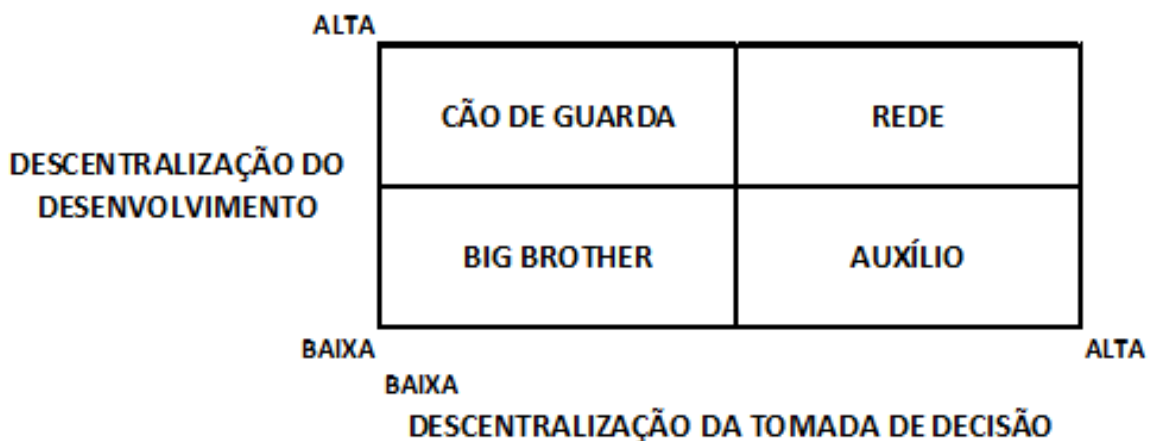 ALTA
CÃO DE GUARDA
REDE
DESCENTRALIZAÇÃO DO
DESENVOLVIMENTO
BIG BROTHER
AUXÍLIO
BAIXA
ALTA
BAIXA
DESCENTRALIZAÇÃO DA TOMADA DE DECISÃO